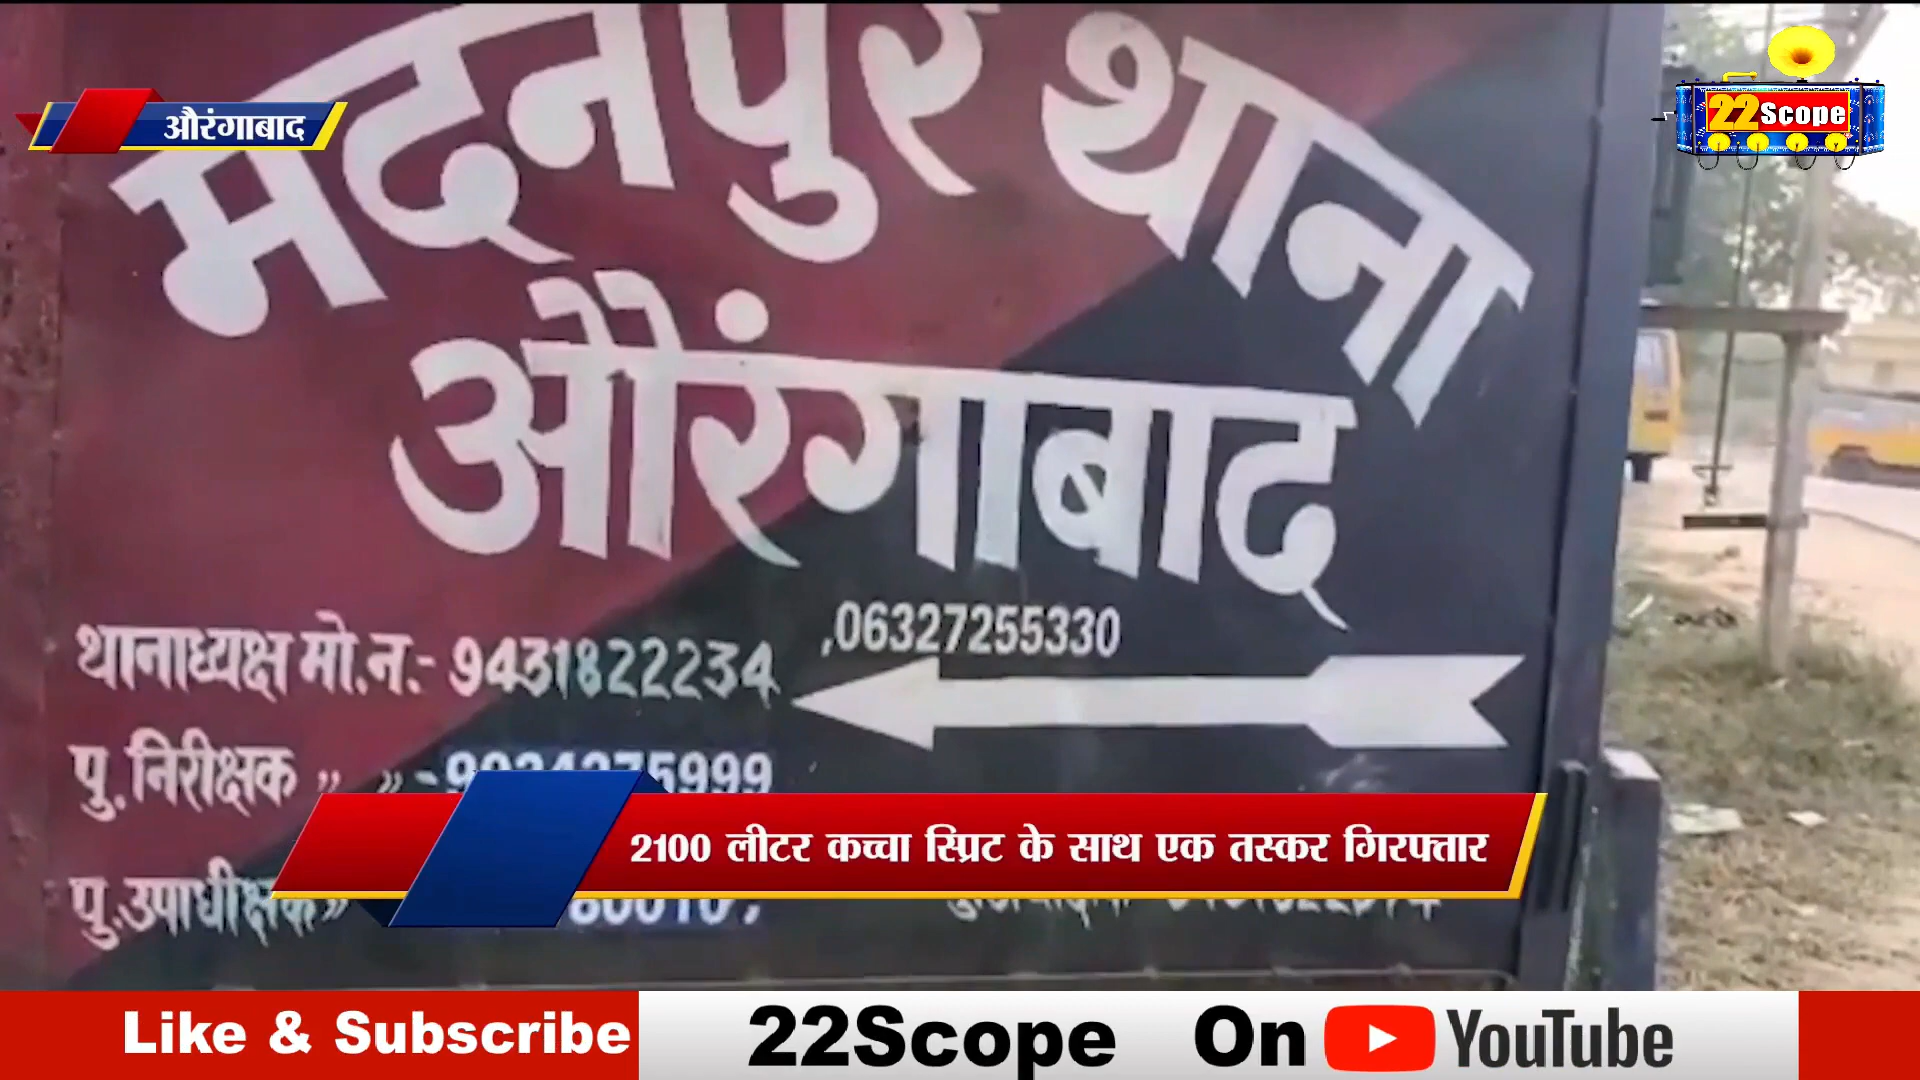 मदनपुर थाना
औरंगाबाद
22Scope
औरंगाबाद
,06327255330
थानाध्यक्ष मो.न.:- 9431822234
पु. निरीक्षक " " -
2100 लीटर कच्चा स्प्रिट के साथ एक तस्कर गिरफ्तार
पु.उपाधीक्षक "
Like & Subscribe 22Scope On YouTube